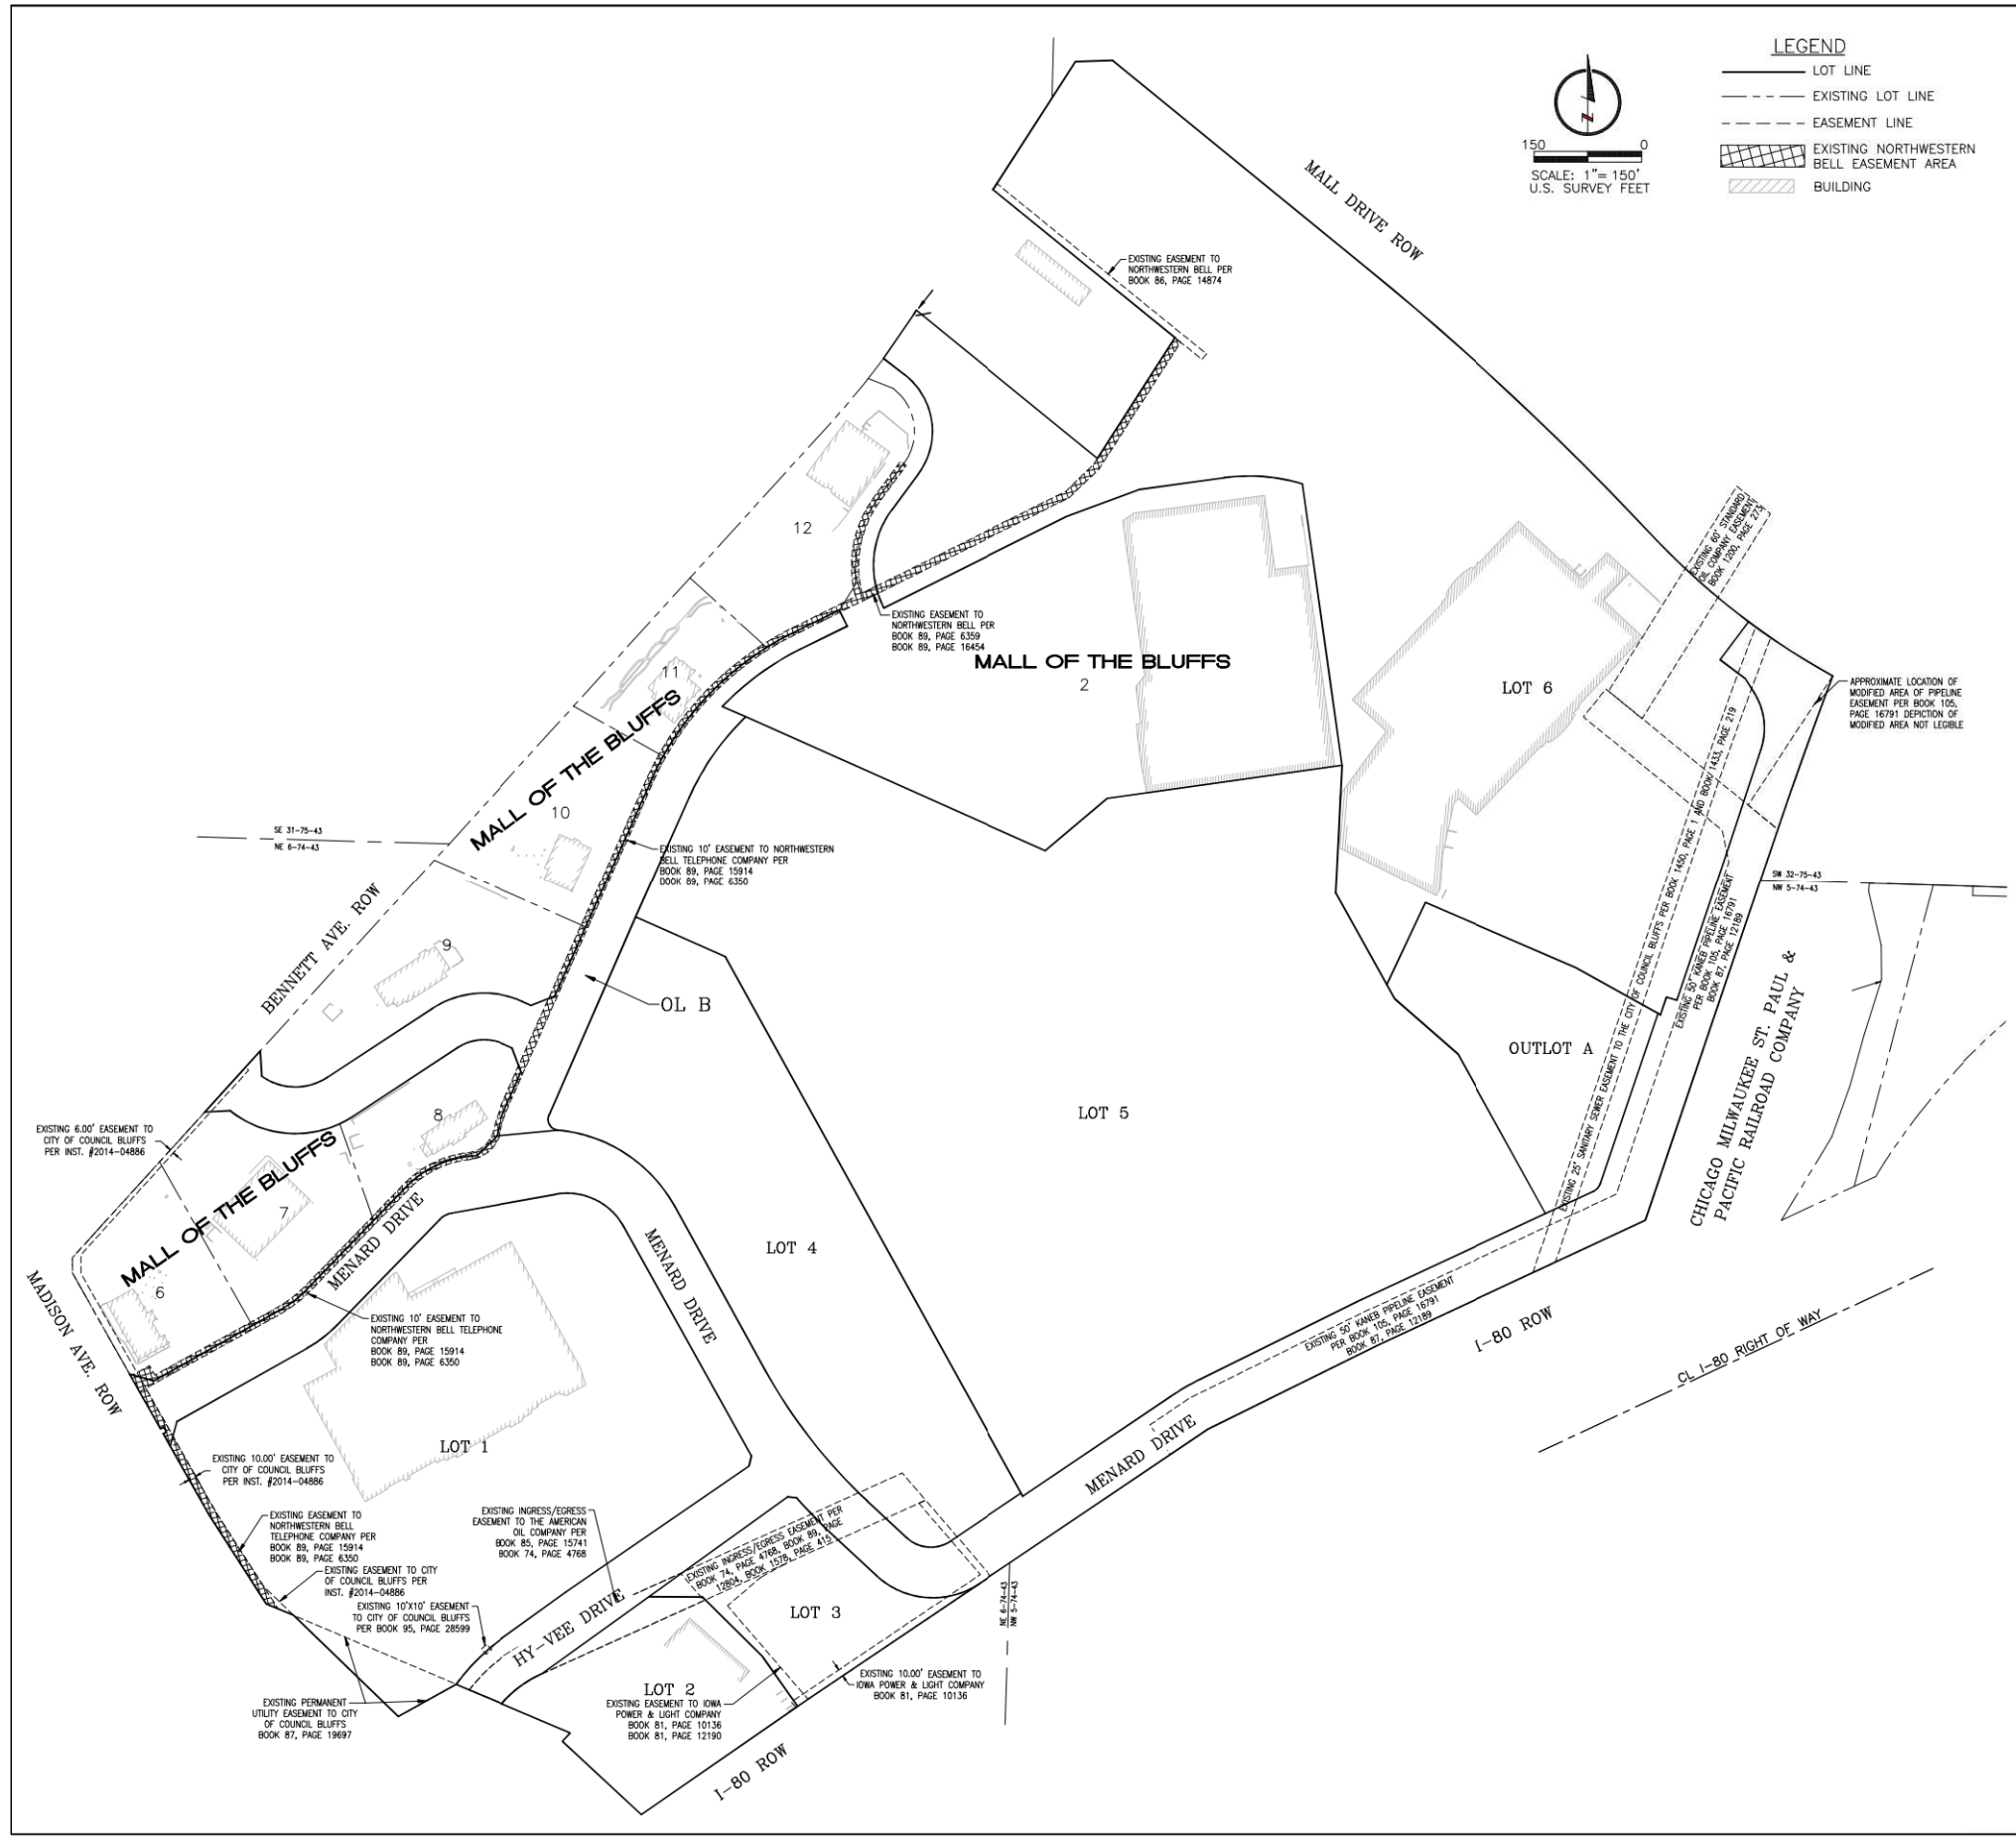 LEGEND
LOT LINE
EXISTING LOT LINE
EASEMENT LINE
EXISTING NORTHWESTERN
BELL EASEMENT AREA
BUILDING
N
150
0
SCALE: 1"= 150'
U.S. SURVEY FEET
MALL DRIVE ROW
EXISTING EASEMENT TO
NORTHWESTERN BELL PER
BOOK 86, PAGE 14874
EXISTING 60' STANDARD
OIL COMPANY EASEMENT
BOOK 1200, PAGE 273
12
EXISTING EASEMENT TO
NORTHWESTERN BELL PER
BOOK 89, PAGE 6359
BOOK 89, PAGE 16454
MALL OF THE BLUFFS
2
LOT 6
APPROXIMATE LOCATION OF
MODIFIED AREA OF PIPELINE
EASEMENT PER BOOK 105,
PAGE 16791 DEPICTION OF
MODIFIED AREA NOT LEGIBLE
11
MALL OF THE BLUFFS
10
SE 31-75-43
NE 6-74-43
EXISTING 10' EASEMENT TO NORTHWESTERN
BELL TELEPHONE COMPANY PER
BOOK 89, PAGE 15914
DOOK 89, PAGE 6350
EXISTING 25' SANITARY SEWER EASEMENT TO THE CITY OF COUNCIL BLUFFS PER BOOK 1450, PAGE 1 AND BOOK 1433, PAGE 219
EXISTING 50' KANEB PIPELINE EASEMENT
PER BOOK 105, PAGE 16791
BOOK 87, PAGE 12189
SW 32-75-43
NW 5-74-43
BENNETT AVE. ROW
9
OL B
CHICAGO MILWAUKEE ST. PAUL &
PACIFIC RAILROAD COMPANY
OUTLOT A
LOT 5
8
EXISTING 6.00' EASEMENT TO
CITY OF COUNCIL BLUFFS
PER INST. #2014-04886
MALL OF THE BLUFFS
7
6
MENARD DRIVE
MENARD DRIVE
LOT 4
MADISON AVE. ROW
EXISTING 10' EASEMENT TO
NORTHWESTERN BELL TELEPHONE
COMPANY PER
BOOK 89, PAGE 15914
BOOK 89, PAGE 6350
EXISTING 50' KANEB PIPELINE EASEMENT
PER BOOK 105, PAGE 16791
BOOK 87, PAGE 12189
I-80 ROW
CL I-80 RIGHT OF WAY
LOT 1
MENARD DRIVE
EXISTING 10.00' EASEMENT TO
CITY OF COUNCIL BLUFFS
PER INST. #2014-04886
EXISTING EASEMENT TO
NORTHWESTERN BELL
TELEPHONE COMPANY PER
BOOK 89, PAGE 15914
BOOK 89, PAGE 6350
EXISTING INGRESS/EGRESS
EASEMENT TO THE AMERICAN
OIL COMPANY PER
BOOK 85, PAGE 15741
BOOK 74, PAGE 4768
EXISTING INGRESS/EGRESS EASEMENT PER
BOOK 74, PAGE 4768, BOOK 89, PAGE
12804, BOOK 1578, PAGE 415
EXISTING EASEMENT TO CITY
OF COUNCIL BLUFFS PER
INST. #2014-04886
EXISTING 10'X10' EASEMENT
TO CITY OF COUNCIL BLUFFS
PER BOOK 95, PAGE 28599
HY-VEE DRIVE
LOT 3
NE 6-74-43
NW 5-74-43
EXISTING 10.00' EASEMENT TO
IOWA POWER & LIGHT COMPANY
BOOK 81, PAGE 10136
LOT 2
EXISTING EASEMENT TO IOWA
POWER & LIGHT COMPANY
BOOK 81, PAGE 10136
BOOK 81, PAGE 12190
EXISTING PERMANENT
UTILITY EASEMENT TO CITY
OF COUNCIL BLUFFS
BOOK 87, PAGE 19697
I-80 ROW